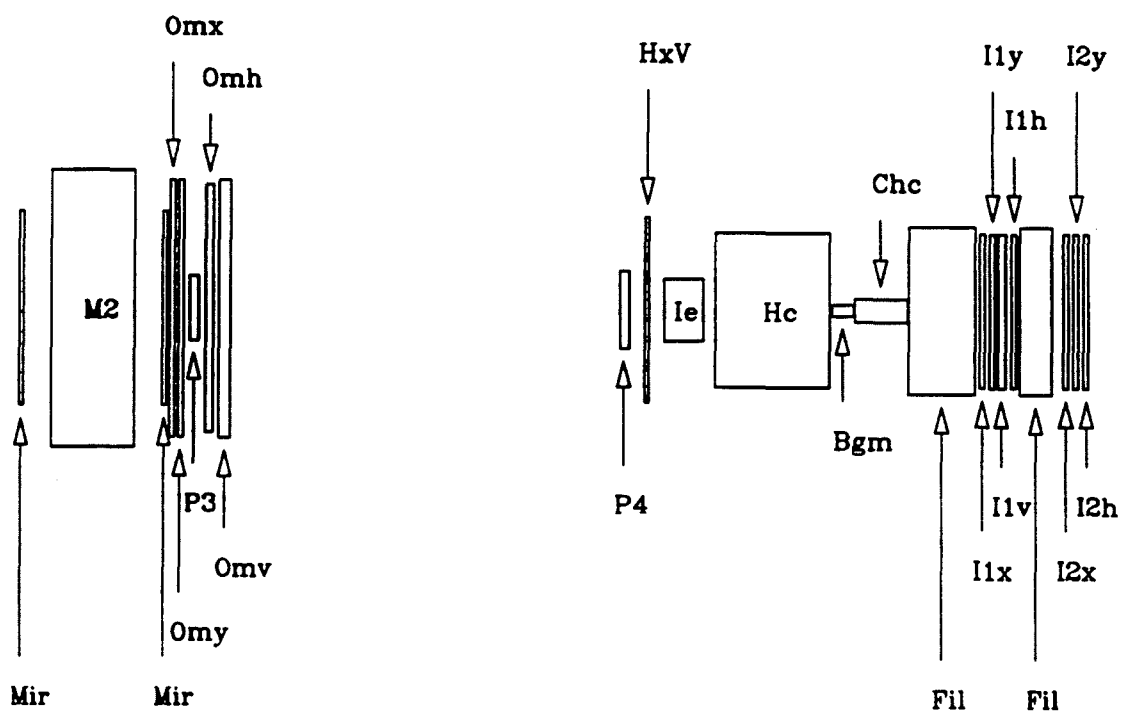 Omx
HxV
I1y
I2y
Omh
I1h
Chc
M2
Ie
Hc
Bgm
P3
P4
I1v
I2h
Omv
I1x
I2x
Omy
Mir
Mir
Fil
Fil